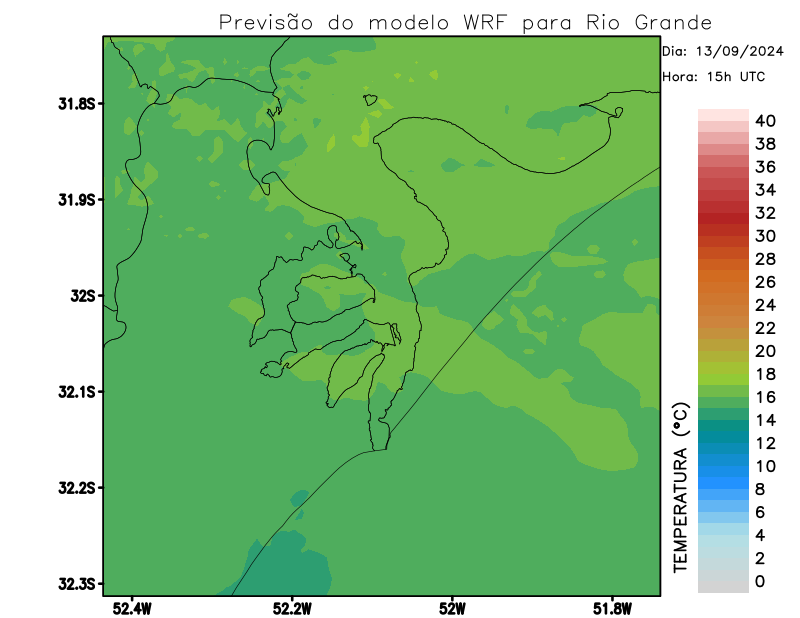 Previsão do modelo WRF para Rio Grande
Dia: 13/09/2024
Hora: 15h UTC
31.8S
31.9S
32S
32.1S
32.2S
32.3S
52.4W
52.2W
52W
51.8W
TEMPERATURA (°C)
40
38
36
34
32
30
28
26
24
22
20
18
16
14
12
10
8
6
4
2
0